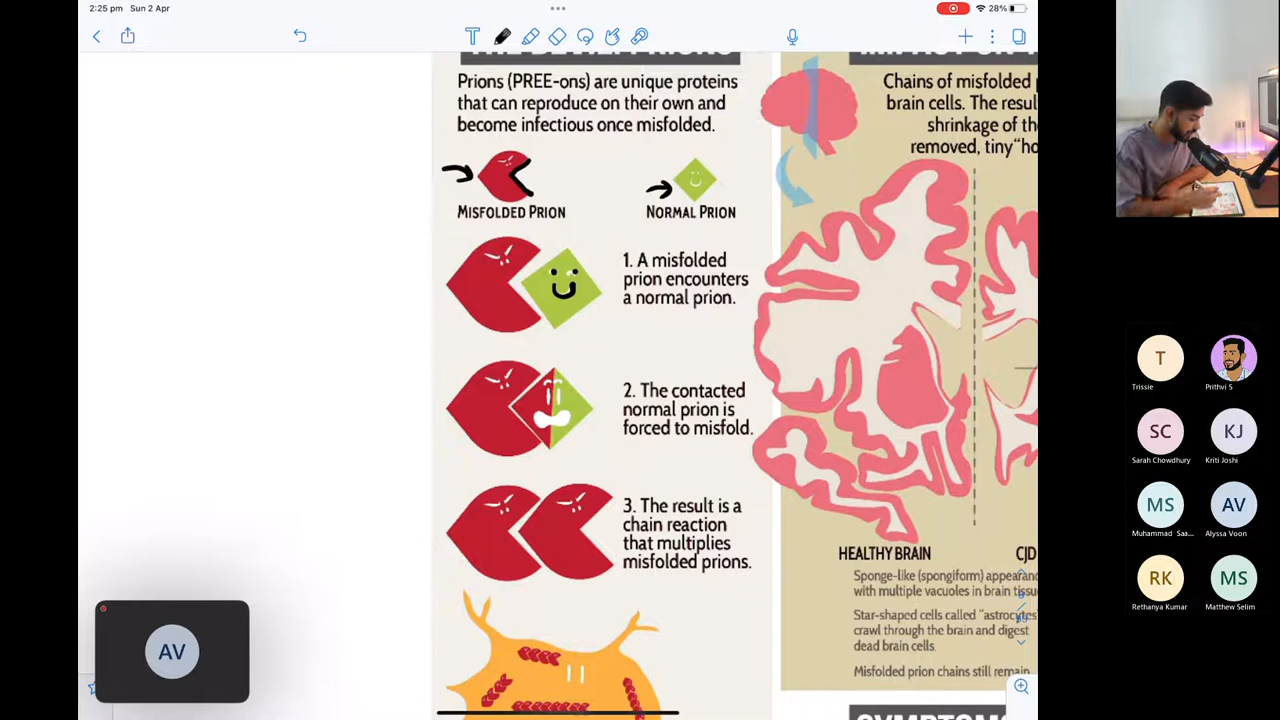 2:25 pm Sun 2 Apr
28%
T
Prions (PREE-ons) are unique proteins
that can reproduce on their own and
become infectious once misfolded.
MISFOLDED PRION
NORMAL PRION
1. A misfolded
prion encounters
a normal prion.
2. The contacted
normal prion is
forced to misfold.
3. The result is a
chain reaction
that multiplies
misfolded prions.
Chains of misfolded
brain cells. The resul
shrinkage of th
removed, tiny "ho
HEALTHY BRAIN
CJD
Sponge-like (spongiform) appearan
with multiple vacuoles in brain tissu
Star-shaped cells called "astrocytes
crawl through the brain and digest
dead brain cells.
Misfolded prion chains still remain
SYMPTOMS
AV
T
Trissie
Prithvi S
SC
Sarah Chowdhury
KJ
Kriti Joshi
MS
Muhammad Saa...
AV
Alyssa Voon
RK
Rethanya Kumar
MS
Matthew Selim